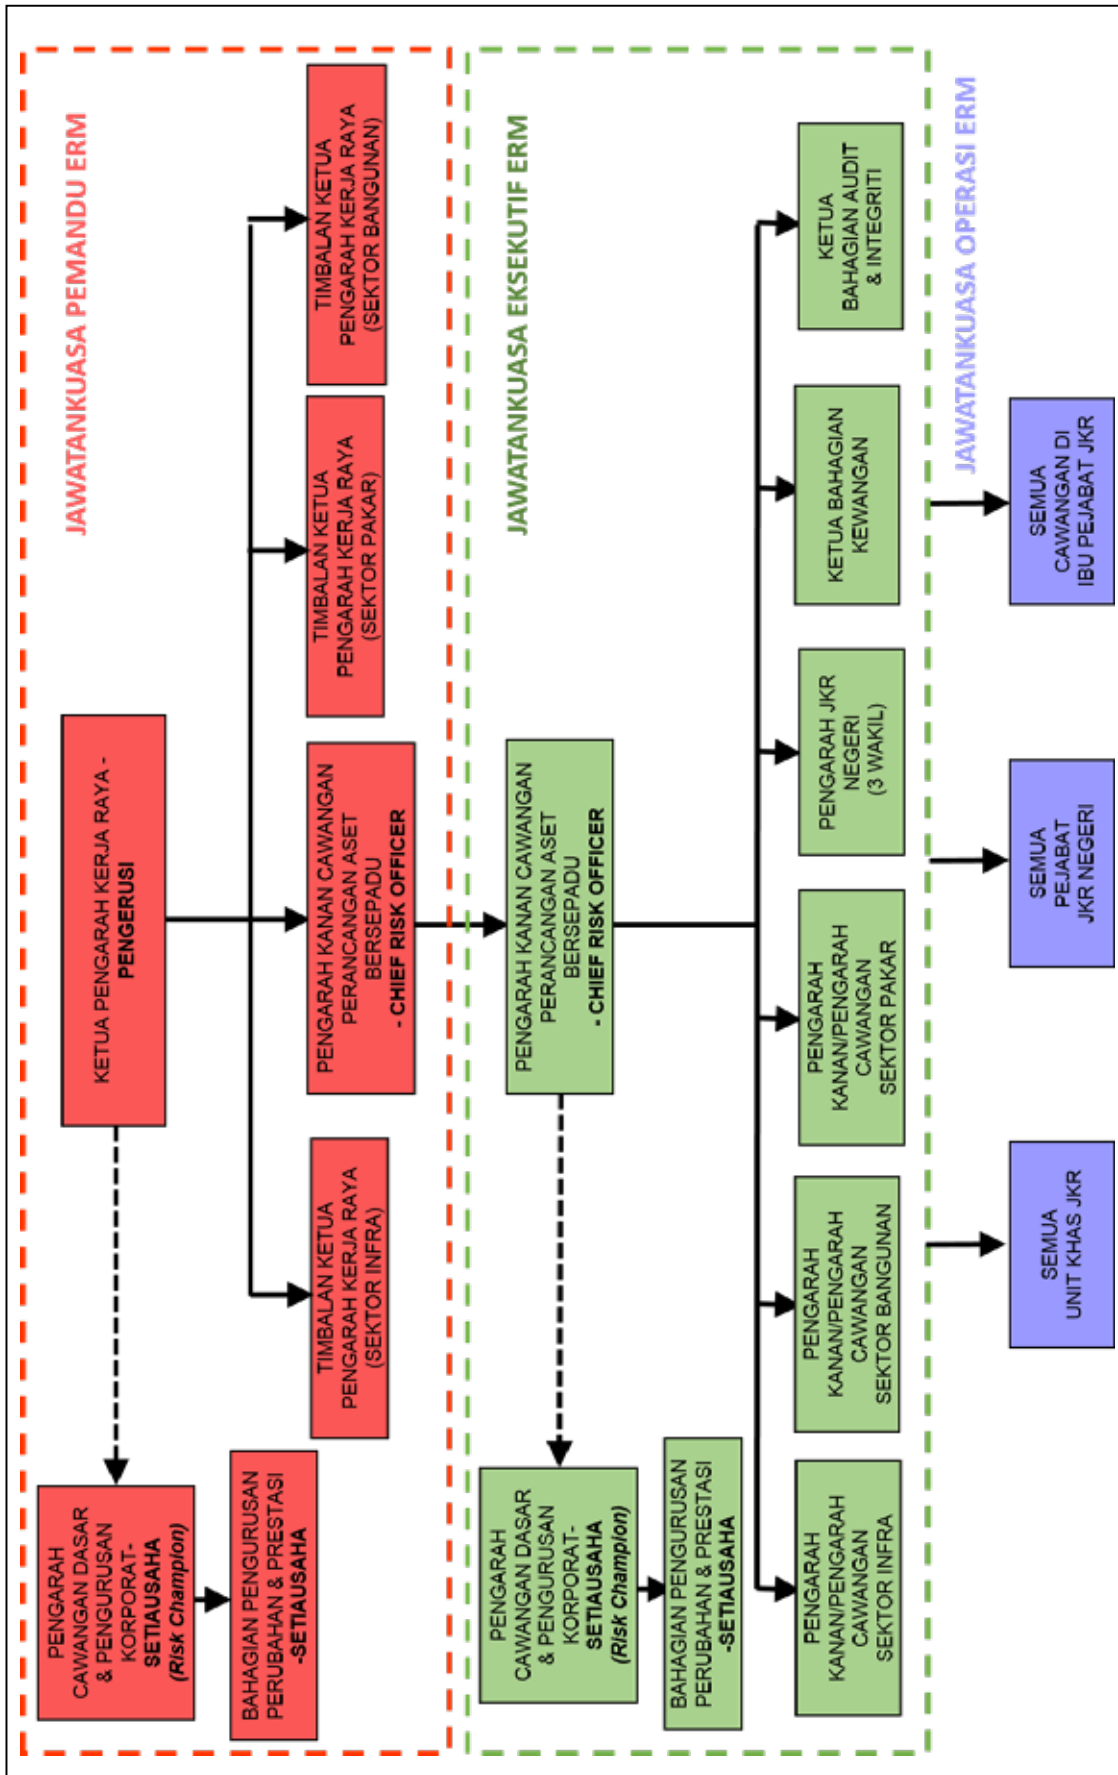 JAWATANKUASA PEMANDU ERM
KETUA PENGARAH KERJA RAYA -
PENGERUSI
PENGARAH
CAWANGAN DASAR
& PENGURUSAN
KORPORAT-
SETIAUSAHA
(Risk Champion)
BAHAGIAN PENGURUSAN
PERUBAHAN & PRESTASI
-SETIAUSAHA
TIMBALAN KETUA
PENGARAH KERJA RAYA
(SEKTOR INFRA)
PENGARAH KANAN CAWANGAN
PERANCANGAN ASET
BERSEPADU
- CHIEF RISK OFFICER
TIMBALAN KETUA
PENGARAH KERJA RAYA
(SEKTOR PAKAR)
TIMBALAN KETUA
PENGARAH KERJA RAYA
(SEKTOR BANGUNAN)
JAWATANKUASA EKSEKUTIF ERM
PENGARAH KANAN CAWANGAN
PERANCANGAN ASET
BERSEPADU
- CHIEF RISK OFFICER
PENGARAH
CAWANGAN DASAR
& PENGURUSAN
KORPORAT-
SETIAUSAHA
(Risk Champion)
BAHAGIAN PENGURUSAN
PERUBAHAN & PRESTASI
-SETIAUSAHA
PENGARAH
KANAN/PENGARAH
CAWANGAN
SEKTOR INFRA
PENGARAH
KANAN/PENGARAH
CAWANGAN
SEKTOR BANGUNAN
PENGARAH
KANAN/PENGARAH
CAWANGAN
SEKTOR PAKAR
PENGARAH JKR
NEGERI
(3 WAKIL)
KETUA BAHAGIAN
KEWANGAN
KETUA
BAHAGIAN AUDIT
& INTEGRITI
JAWATANKUASA OPERASI ERM
SEMUA
UNIT KHAS JKR
SEMUA
PEJABAT
JKR NEGERI
SEMUA
CAWANGAN DI
IBU PEJABAT JKR